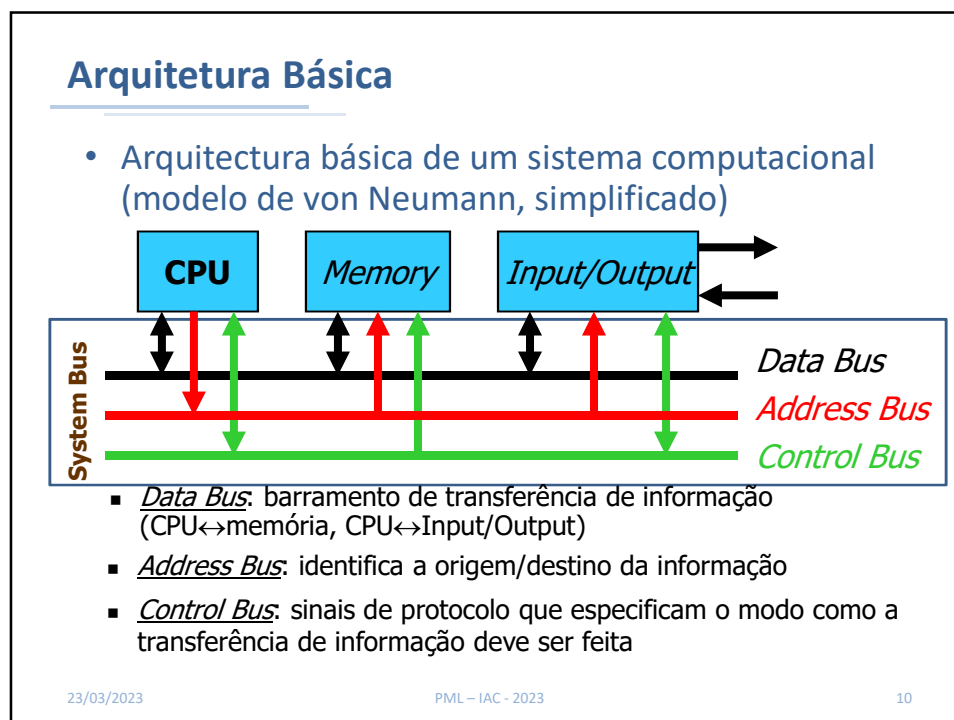 Arquitetura Básica
• Arquitectura básica de um sistema computacional
(modelo de von Neumann, simplificado)
CPU
Memory
Input/Output
System Bus
Data Bus
Address Bus
Control Bus
▪ Data Bus: barramento de transferência de informação
(CPU↔memória, CPU↔Input/Output)
▪ Address Bus: identifica a origem/destino da informação
▪ Control Bus: sinais de protocolo que especificam o modo como a
transferência de informação deve ser feita
23/03/2023
PML – IAC - 2023
10